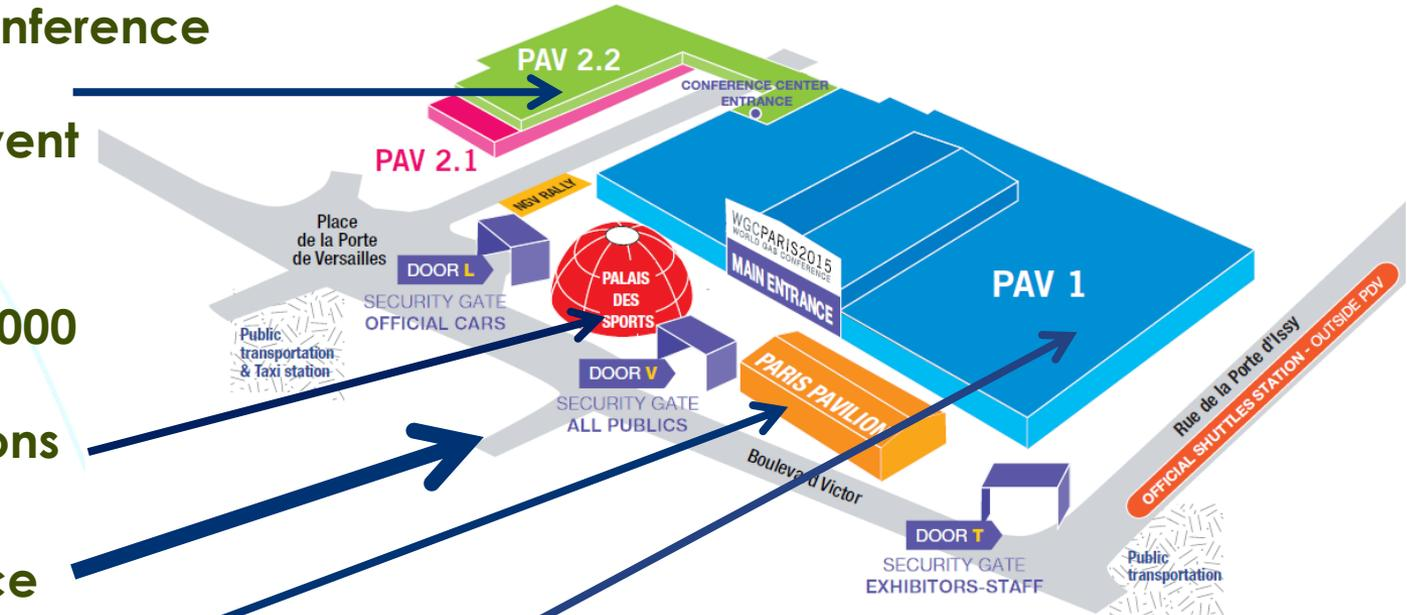 nference
vent
000
ons
ce
PAV 2.2
CONFERENCE CENTER
ENTRANCE
PAV 2.1
NGV RALLY
Place
de la Porte
de Versailles
DOOR L
SECURITY GATE
OFFICIAL CARS
PALAIS
DES
SPORTS
WGCPARIS2015
WORLD GAS CONFERENCE
MAIN ENTRANCE
PAV 1
Public
transportation
& Taxi station
DOOR V
SECURITY GATE
ALL PUBLICS
PARIS PAVILION
Boulevard Victor
Rue de la Porte d'Issy
OFFICIAL SHUTTLES STATION - OUTSIDE PDV
DOOR T
SECURITY GATE
EXHIBITORS-STAFF
Public
transportation